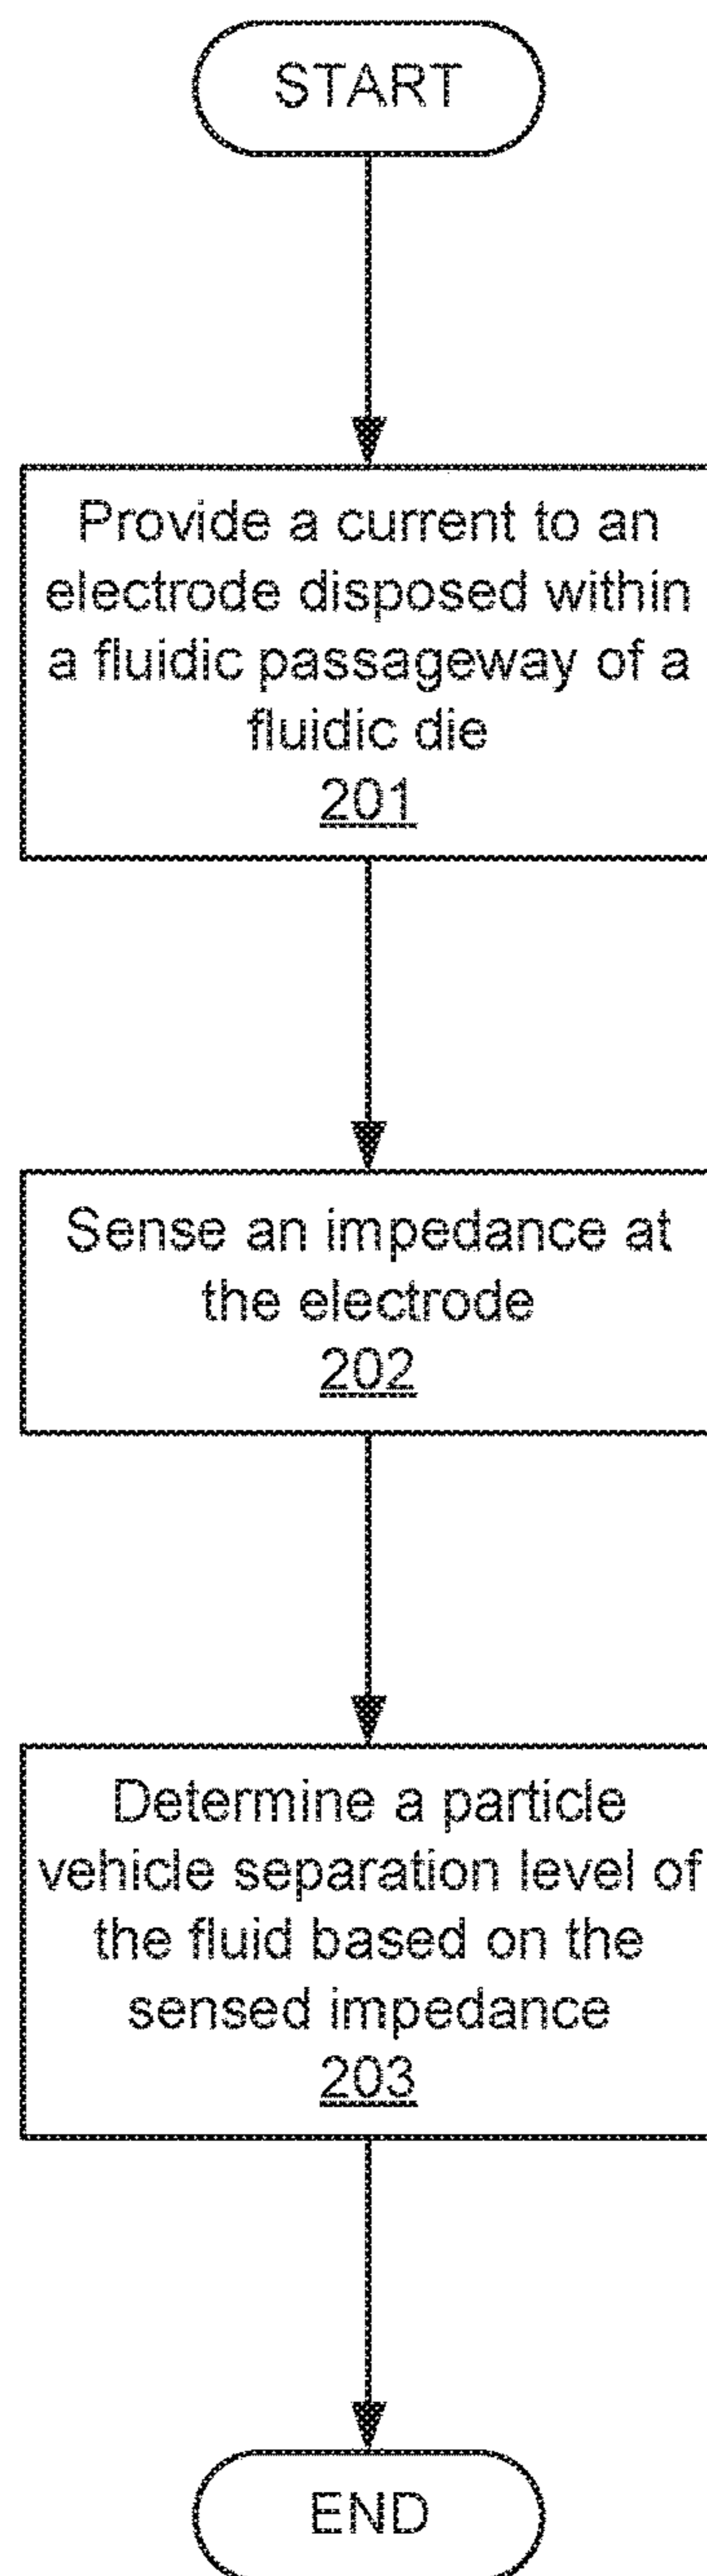 START
Provide a current to an
electrode disposed within
a fluidic passageway of a
fluidic die
201
Sense an impedance at
the electrode
202
Determine a particle
vehicle separation level of
the fluid based on the
sensed impedance
203
END